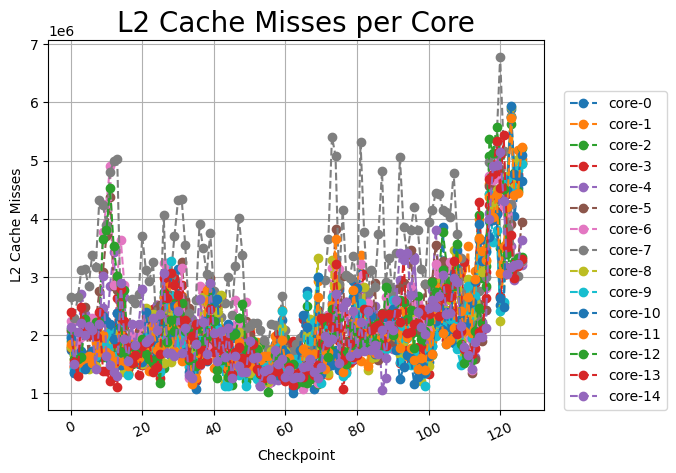 L2 Cache Misses per Core
1e6
7
6
5
4
3
2
1
L2 Cache Misses
0
20
40
60
80
100
120
Checkpoint
core-0
core-1
core-2
core-3
core-4
core-5
core-6
core-7
core-8
core-9
core-10
core-11
core-12
core-13
core-14